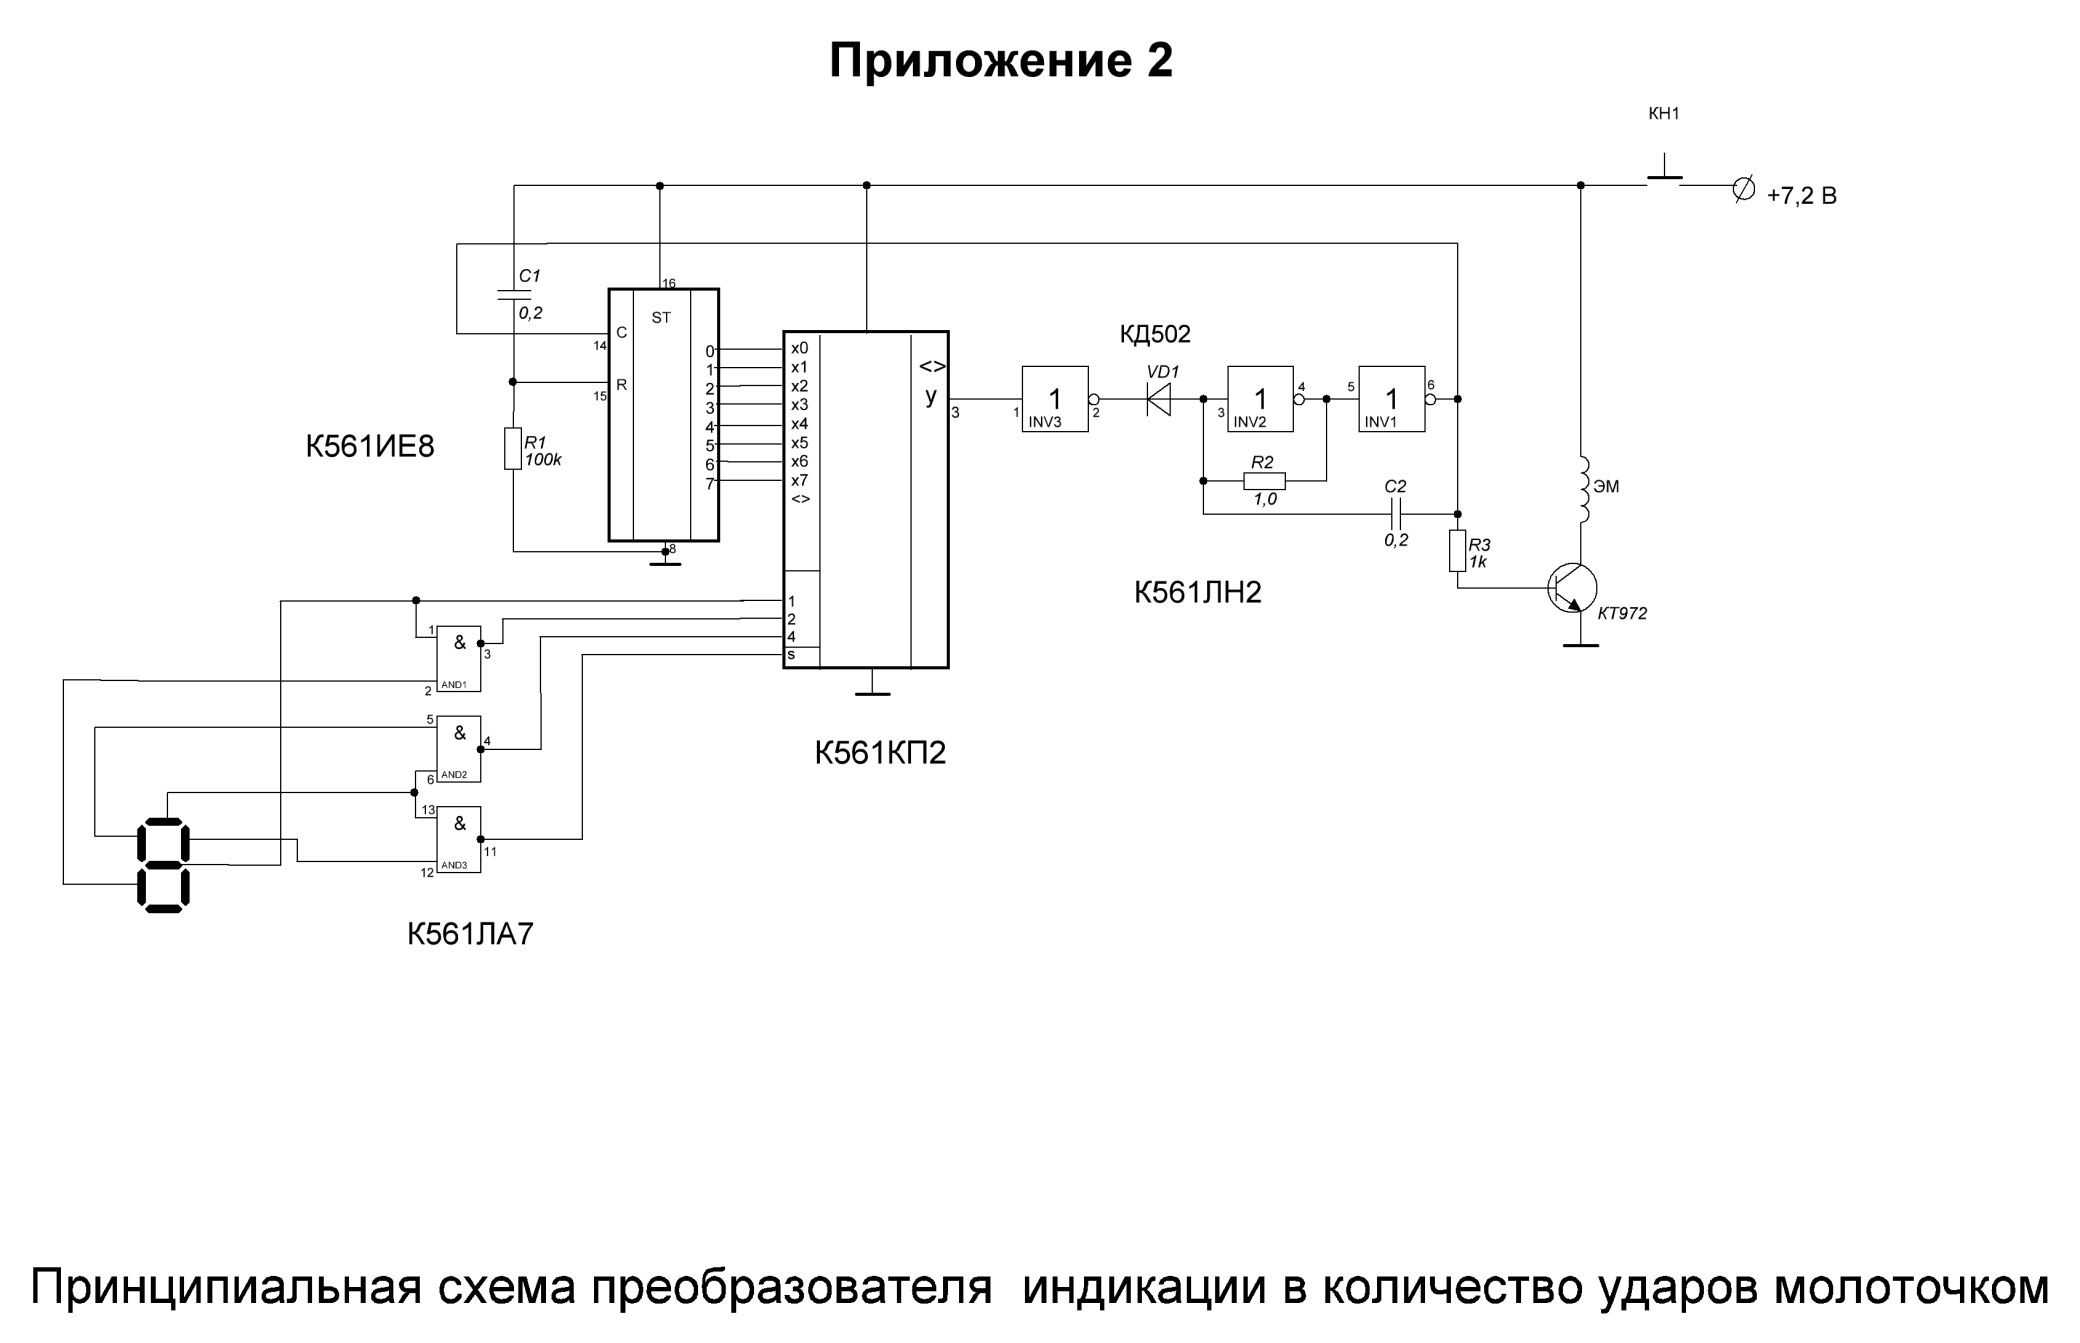 Приложение 2
КН1
+7,2 В
C1
0,2
16
ST
C
14
R
15
0
1
2
3
4
5
6
7
8
R1
100k
К561ИЕ8
x0
x1
x2
x3
x4
x5
x6
x7
<>
<>
y
3
1
2
4
s
К561КП2
1
1
INV3
2
КД502
VD1
3
1
INV2
4
5
1
INV1
6
R2
1,0
C2
0,2
R3
1k
ЭМ
КТ972
К561ЛН2
1
&
3
2
AND1
5
&
4
6
AND2
13
&
11
12
AND3
К561ЛА7
Принципиальная схема преобразователя индикации в количество ударов молоточком